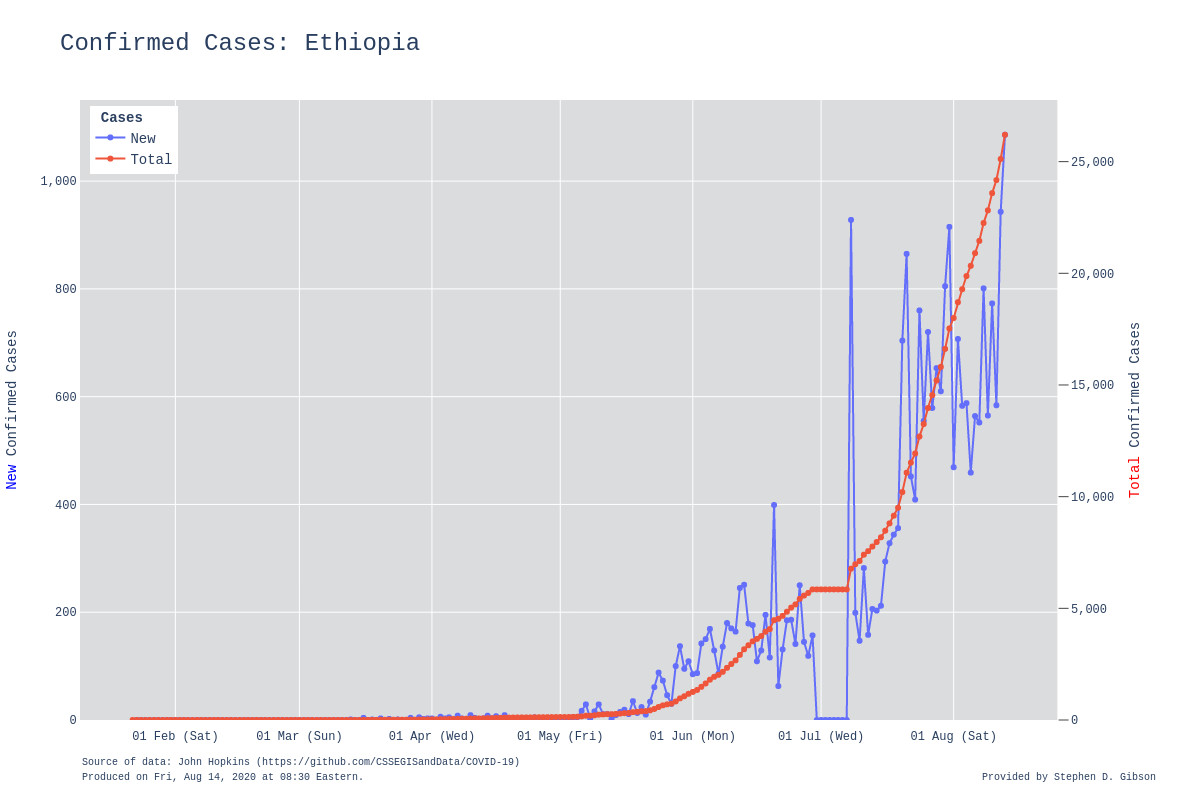 Confirmed Cases: Ethiopia
Cases
New
Total
1,000
800
600
400
200
0
25,000
20,000
15,000
10,000
5,000
0
New Confirmed Cases
Total Confirmed Cases
01 Feb (Sat) 01 Mar (Sun) 01 Apr (Wed) 01 May (Fri) 01 Jun (Mon) 01 Jul (Wed) 01 Aug (Sat)
Source of data: John Hopkins (https://github.com/CSSEGISandData/COVID-19)
Produced on Fri, Aug 14, 2020 at 08:30 Eastern.
Provided by Stephen D. Gibson